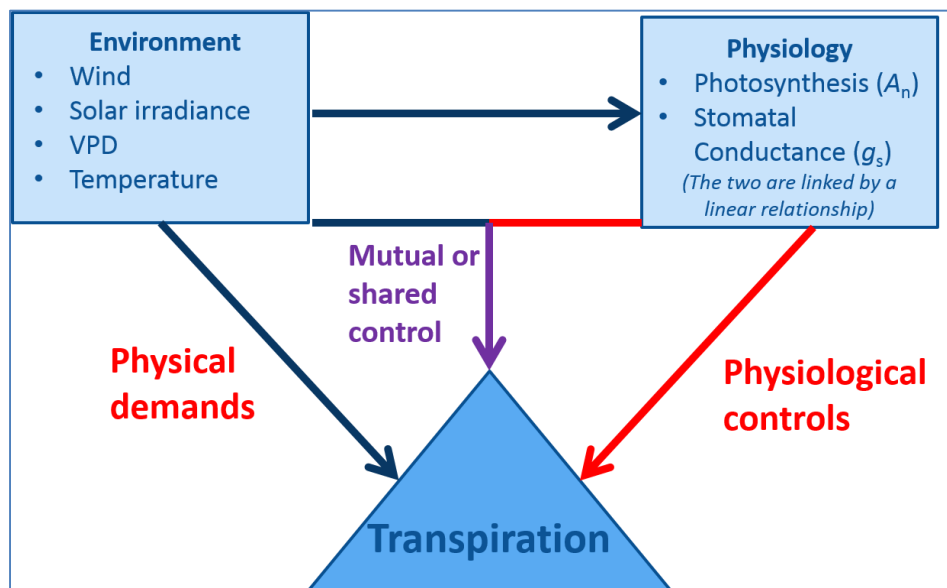 Environment
• Wind
• Solar irradiance
• VPD
• Temperature
Physiology
• Photosynthesis (An)
• Stomatal
Conductance (gs)
(The two are linked by a
linear relationship)
Mutual or
shared
control
Physical
demands
Physiological
controls
Transpiration